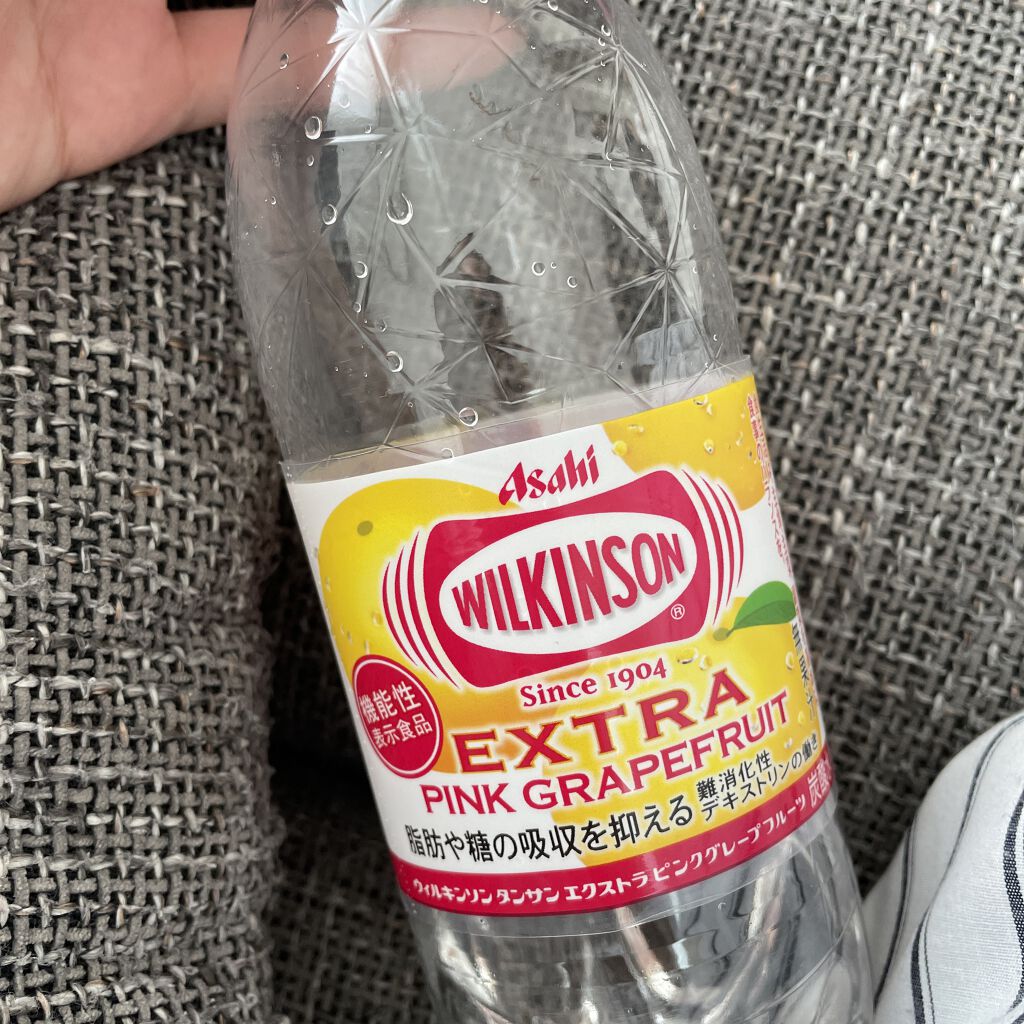 Asahi
WILKINSON
®
Since 1904
EXTRA
PINK GRAPEFRUIT
機能性
表示食品
脂肪や糖の吸収を抑える
難消化性
デキストリンの働き
ウィルキンソン タンサン エクストラ ピンクグレープフルーツ 炭酸